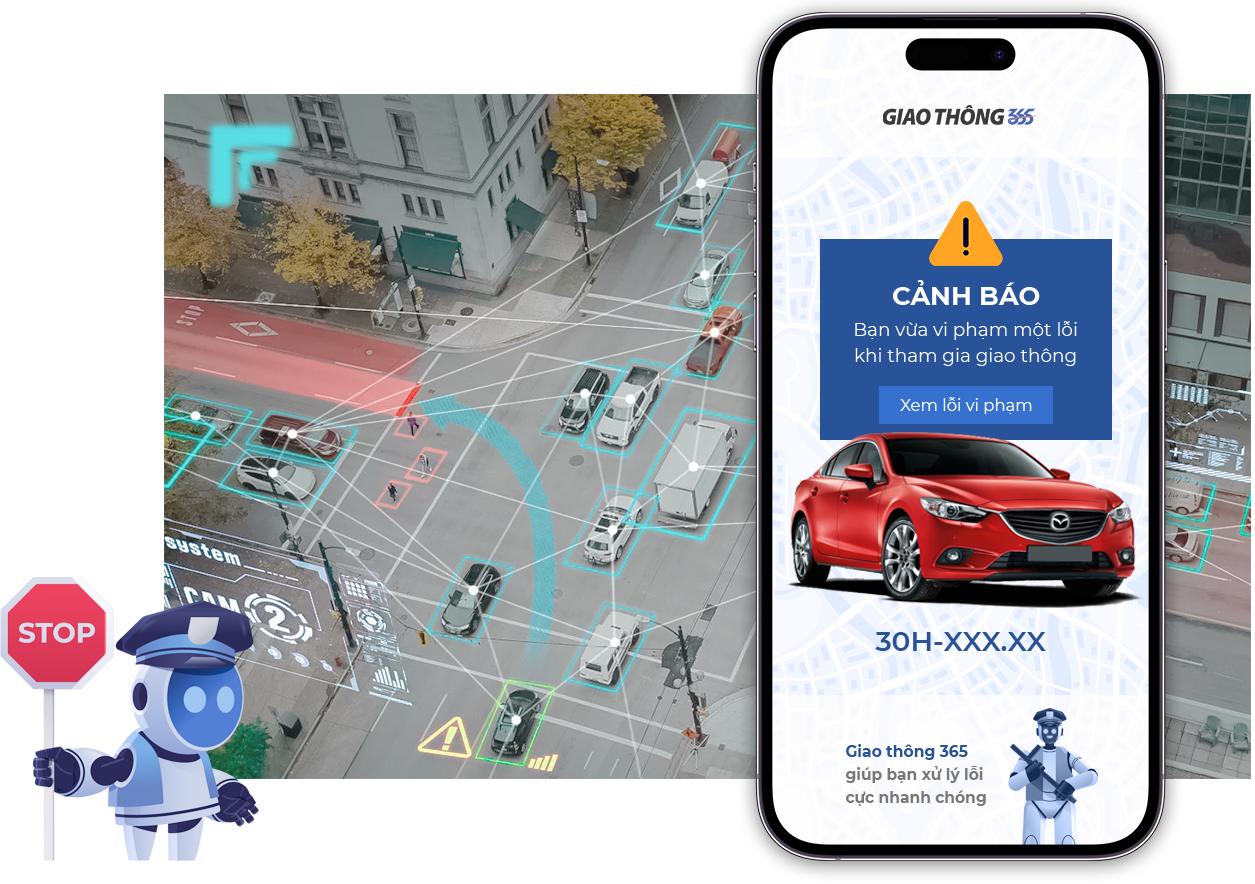 GIAO THÔNG 365
CẢNH BÁO
Bạn vừa vi phạm một lỗi
khi tham gia giao thông
Xem lỗi vi phạm
30H-XXX.XX
Giao thông 365
giúp bạn xử lý lỗi
cực nhanh chóng
STOP
system
CAM 2
STOP